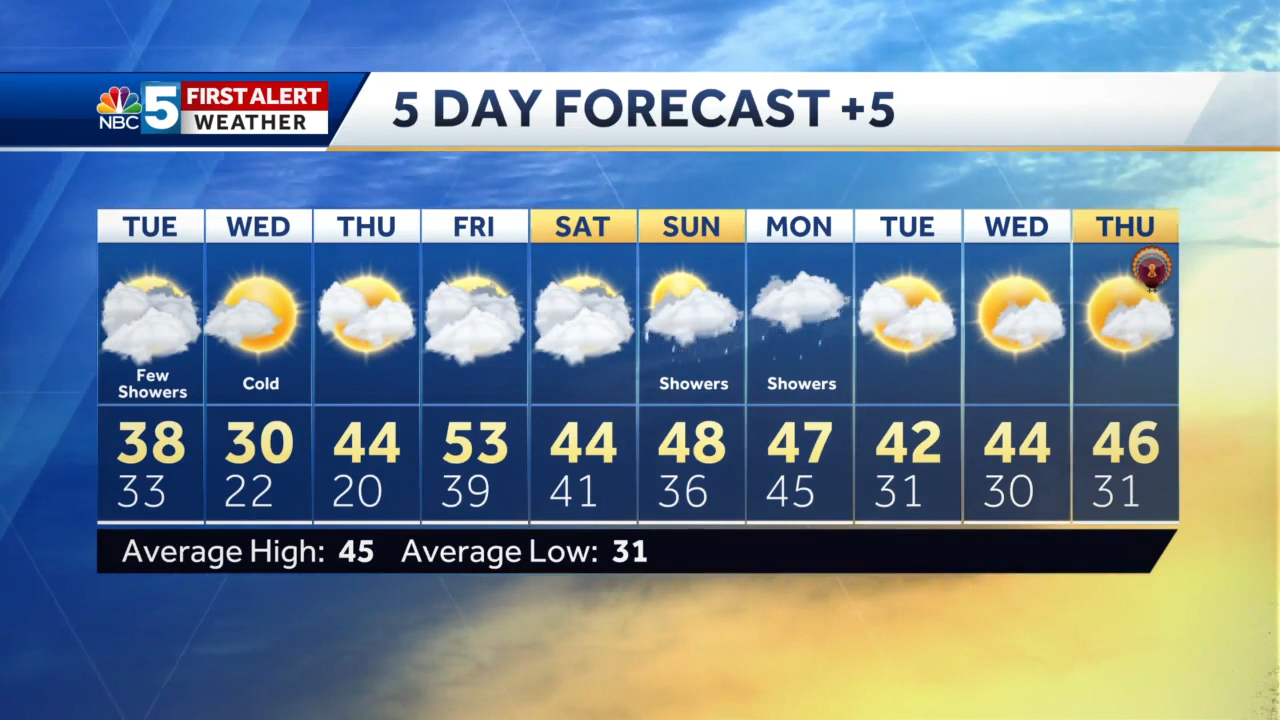 NBC 5 FIRST ALERT WEATHER
5 DAY FORECAST +5
TUE WED THU FRI SAT SUN MON TUE WED THU
Few Showers
Cold
Showers
Showers
38 30 44 53 44 48 47 42 44 46
33 22 20 39 41 36 45 31 30 31
Average High: 45 Average Low: 31